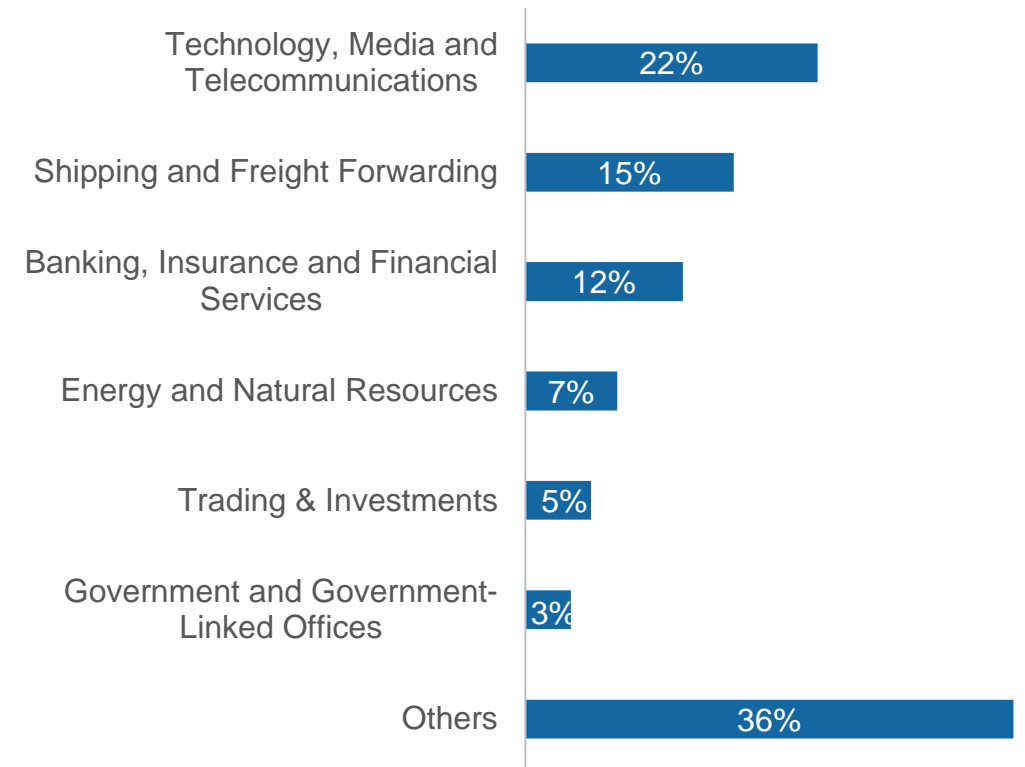 Technology, Media and
Telecommunications
22%
Shipping and Freight Forwarding
15%
Banking, Insurance and Financial
Services
12%
Energy and Natural Resources
7%
Trading & Investments
5%
Government and Government-
Linked Offices
3%
Others
36%